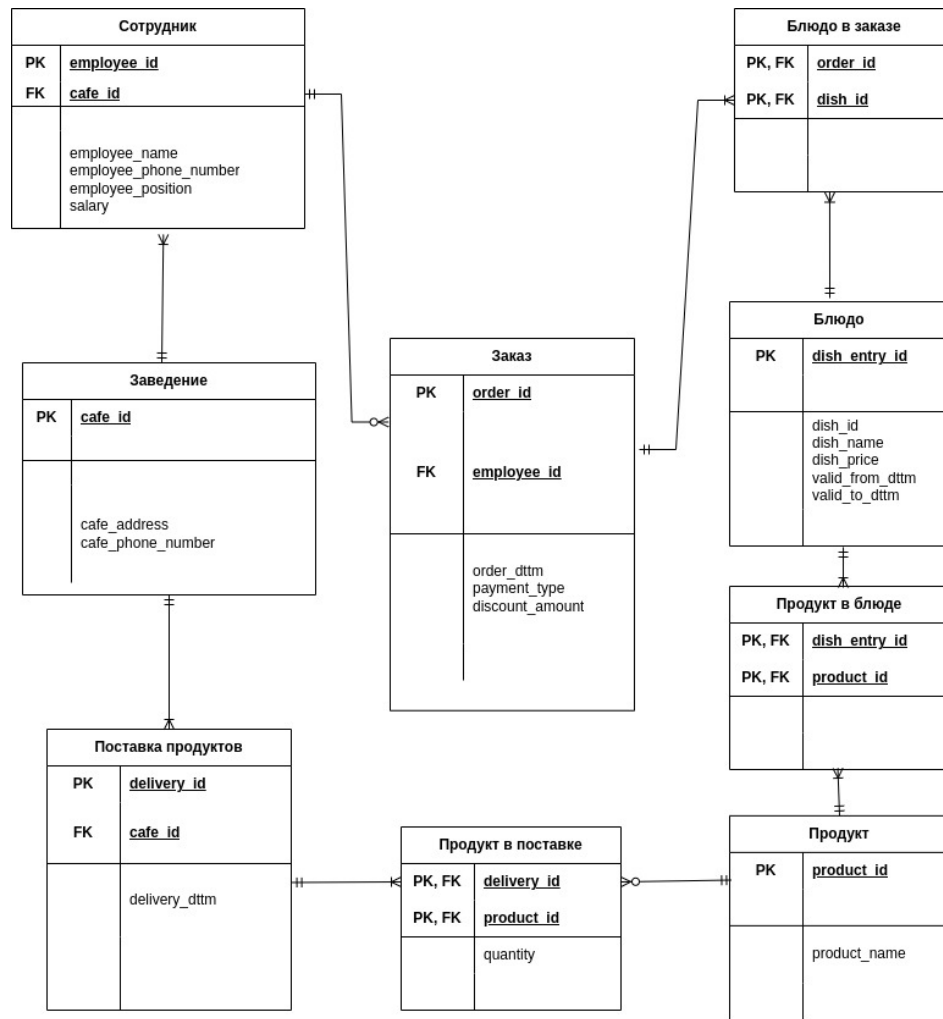 Сотрудник
PK employee_id
FK cafe_id
employee_name
employee_phone_number
employee_position
salary
Блюдо в заказе
PK, FK order_id
PK, FK dish_id
Заведение
PK cafe_id
cafe_address
cafe_phone_number
Заказ
PK order_id
FK employee_id
order_dttm
payment_type
discount_amount
Блюдо
PK dish_entry_id
dish_id
dish_name
dish_price
valid_from_dttm
valid_to_dttm
Продукт в блюде
PK, FK dish_entry_id
PK, FK product_id
Поставка продуктов
PK delivery_id
FK cafe_id
delivery_dttm
Продукт в поставке
PK, FK delivery_id
PK, FK product_id
quantity
Продукт
PK product_id
product_name